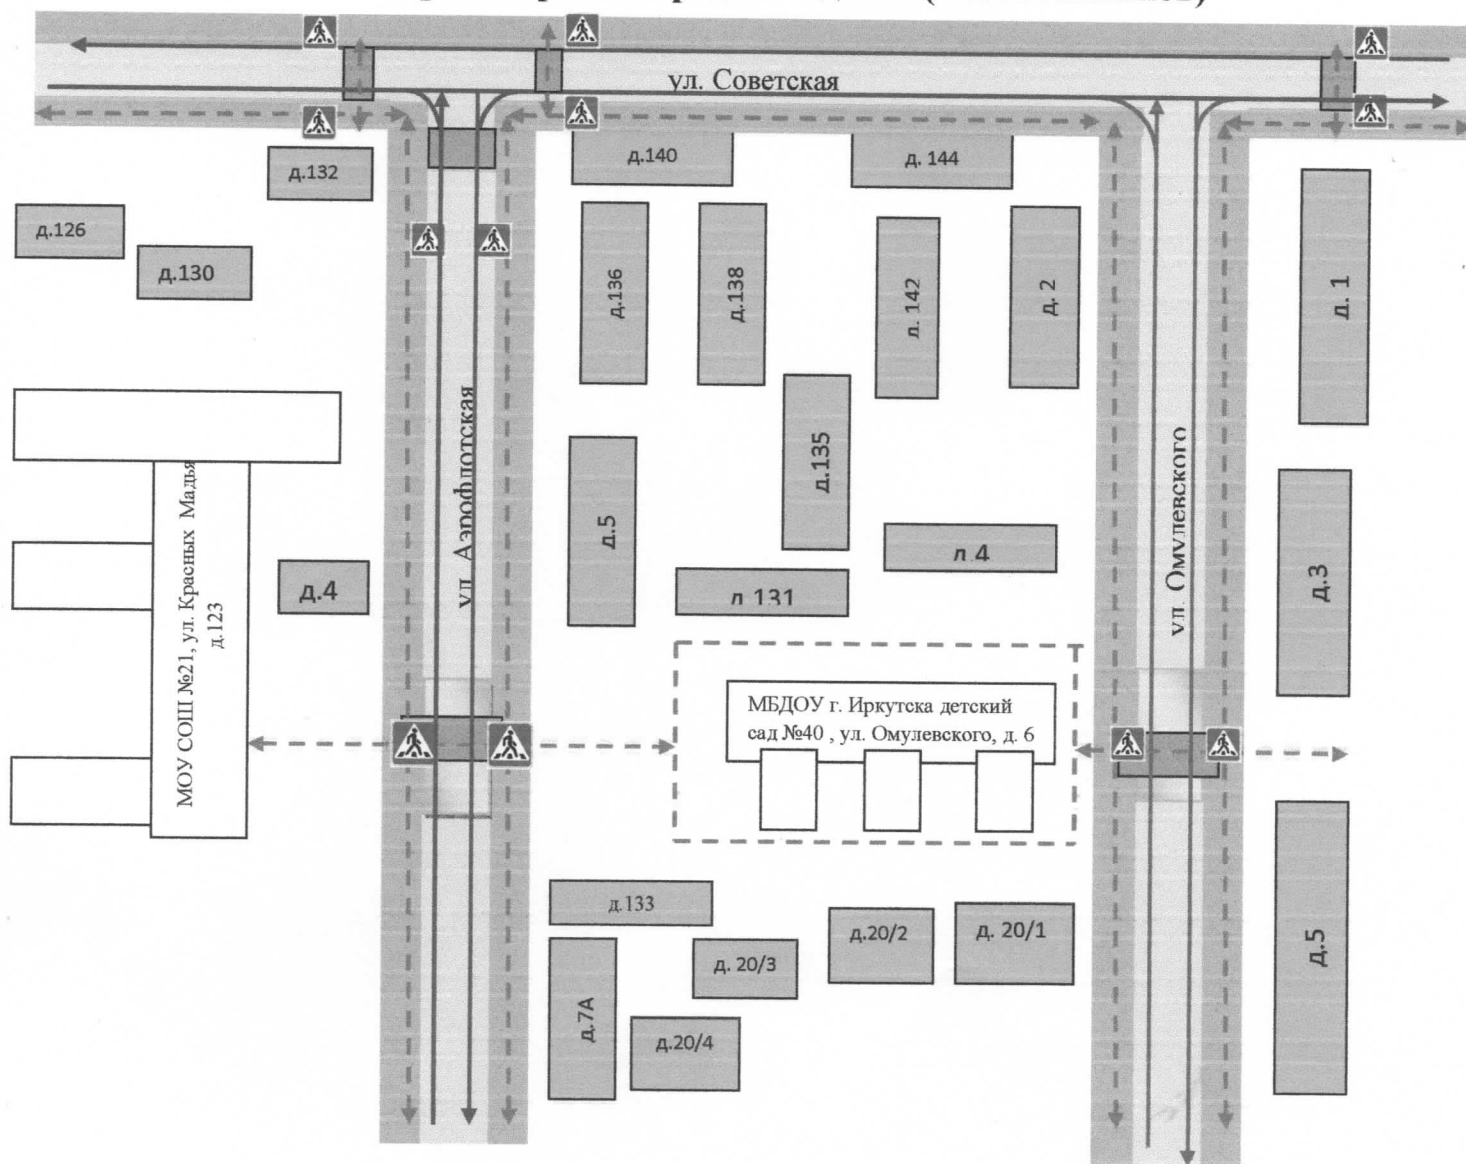 ул. Советская
д.132
д.140
д. 144
д.126
д.130
д.136
д.138
л. 142
д. 2
д. 1
д.135
ул. Аэрофлотская
ул. Омулевского
д.5
л 4
д.3
МОУ СОШ №21, ул. Красных Мадья
д.123
д.4
л 131
МБДОУ г. Иркутска детский
сад №40 , ул. Омулевского, д. 6
д.133
д.20/2
д. 20/1
д.5
д. 20/3
д.7А
д.20/4